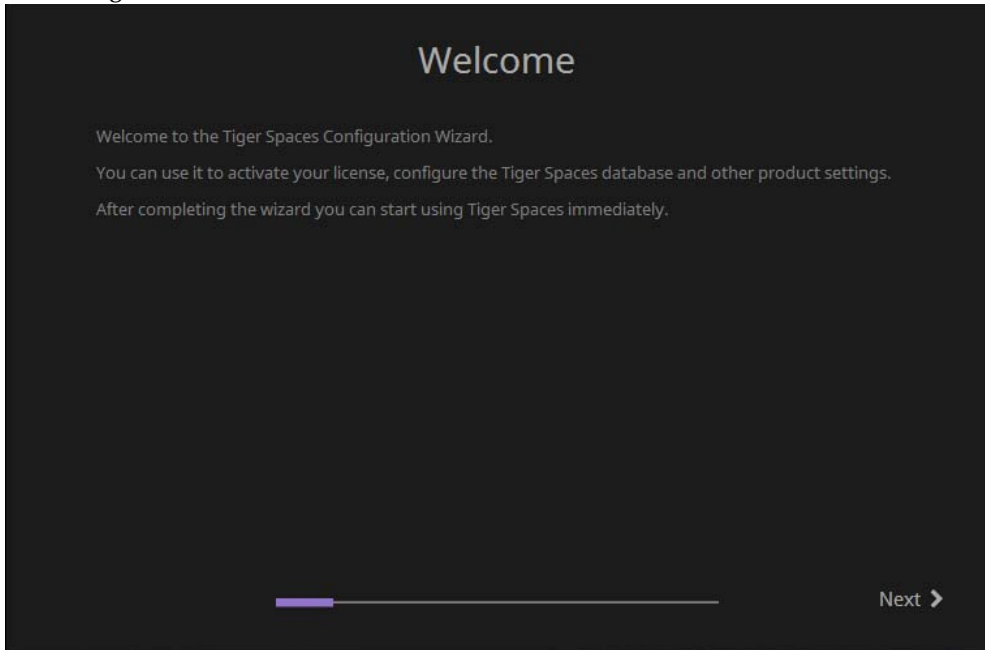 Welcome
Welcome to the Tiger Spaces Configuration Wizard.
You can use it to activate your license, configure the Tiger Spaces database and other product settings.
After completing the wizard you can start using Tiger Spaces immediately.
Next